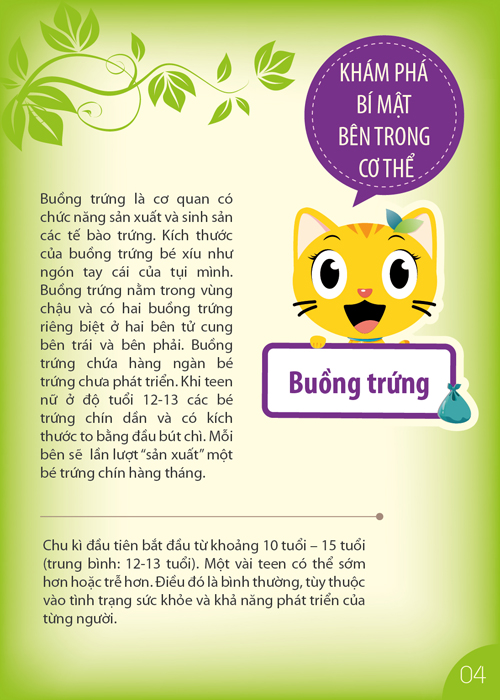 KHÁM PHÁ
BÍ MẬT
BÊN TRONG
CƠ THỂ
Buồng trứng là cơ quan có
chức năng sản xuất và sinh sản
các tế bào trứng. Kích thước
của buồng trứng bé xíu như
ngón tay cái của tụi mình.
Buồng trứng nằm trong vùng
chậu và có hai buồng trứng
riêng biệt ở hai bên tử cung
bên trái và bên phải. Buồng
trứng chứa hàng ngàn bé
trứng chưa phát triển. Khi teen
nữ ở độ tuổi 12-13 các bé
trứng chín dần và có kích
thước to bằng đầu bút chì. Mỗi
bên sẽ lần lượt “sản xuất” một
bé trứng chín hàng tháng.
Buồng trứng
Chu kì đầu tiên bắt đầu từ khoảng 10 tuổi – 15 tuổi
(trung bình: 12-13 tuổi). Một vài teen có thể sớm
hơn hoặc trễ hơn. Điều đó là bình thường, tùy thuộc
vào tình trạng sức khỏe và khả năng phát triển của
từng người.
04